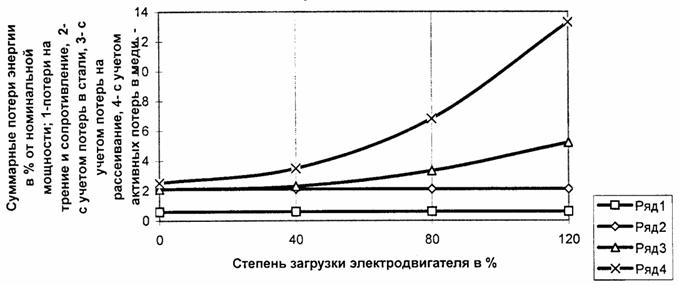 Суммарные потери энергии
в % от номинальной
мощности; 1-потери на
трение и сопротивление, 2-
с учетом потерь в стали, 3- с
учетом потерь на
рассеивание, 4- с учетом
активных потерь в меди. -
14
12
10
8
6
4
2
0
0
40
80
120
Степень загрузки электродвигателя в %
Ряд1
Ряд2
Ряд3
Ряд4